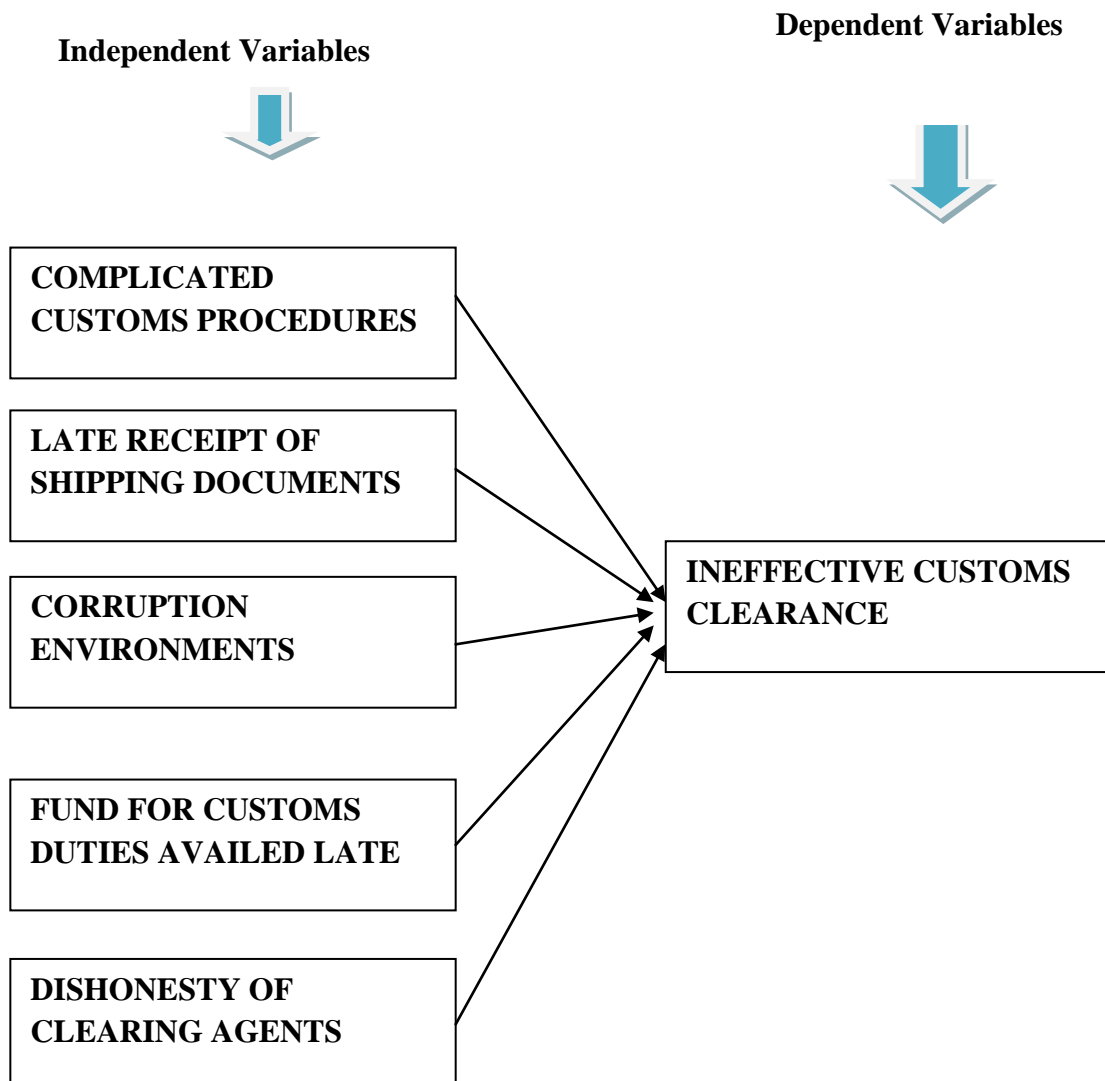 Independent Variables
Dependent Variables
COMPLICATED
CUSTOMS PROCEDURES
LATE RECEIPT OF
SHIPPING DOCUMENTS
CORRUPTION
ENVIRONMENTS
FUND FOR CUSTOMS
DUTIES AVAILED LATE
DISHONESTY OF
CLEARING AGENTS
INEFFECTIVE CUSTOMS
CLEARANCE